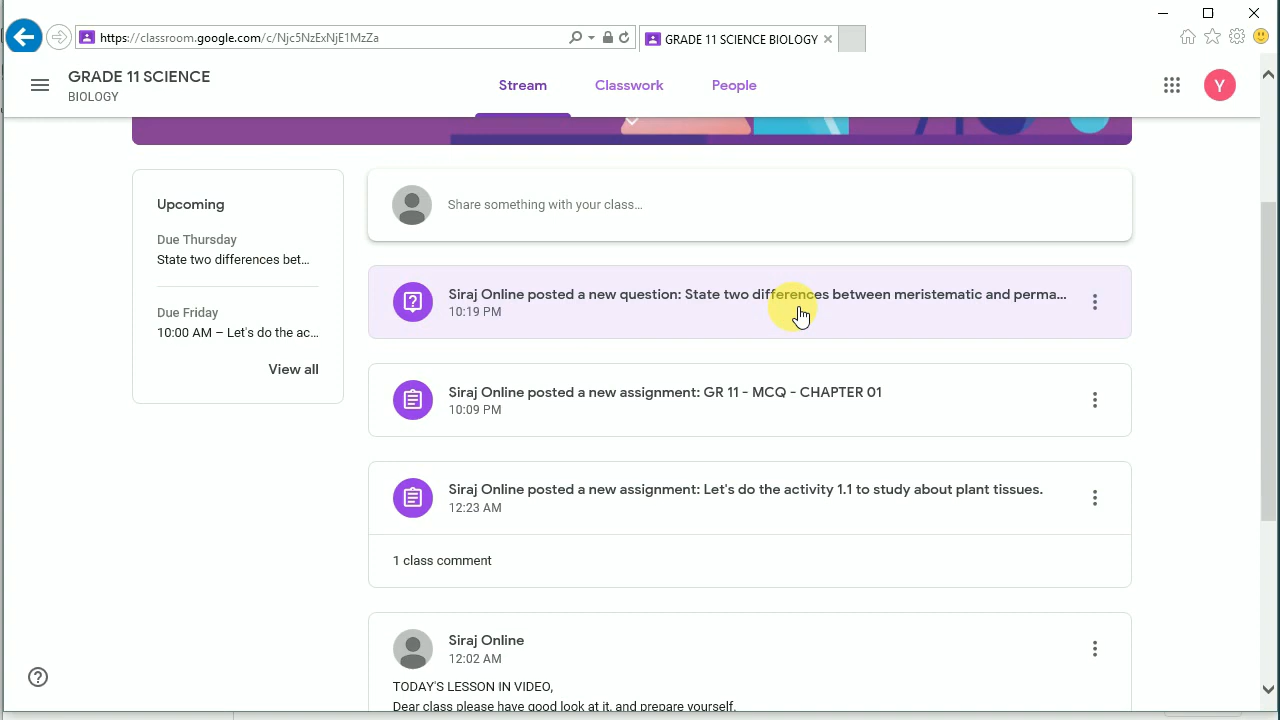 https://classroom.google.com/c/Njc5NzExNjE1MzZa
GRADE 11 SCIENCE BIOLOGY
GRADE 11 SCIENCE
BIOLOGY
Stream
Classwork
People
Y
Upcoming
Due Thursday
State two differences bet...
Due Friday
10:00 AM – Let's do the ac...
View all
Share something with your class...
Siraj Online posted a new question: State two differences between meristematic and perma...
10:19 PM
Siraj Online posted a new assignment: GR 11 - MCQ - CHAPTER 01
10:09 PM
Siraj Online posted a new assignment: Let's do the activity 1.1 to study about plant tissues.
12:23 AM
1 class comment
Siraj Online
12:02 AM
TODAY'S LESSON IN VIDEO,
Dear class please have good look at it, and prepare yourself.